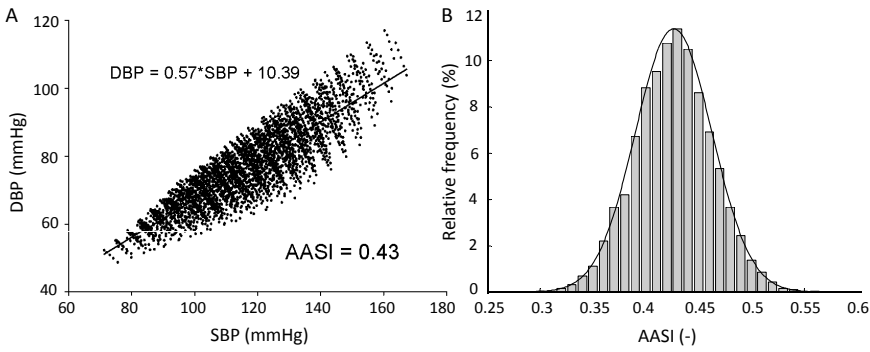 A
DBP (mmHg)
120
100
80
60
40
DBP = 0.57*SBP + 10.39
AASI = 0.43
60 80 100 120 140 160 180
SBP (mmHg)
B
Relative frequency (%)
12
10
8
6
4
2
0
0.25 0.3 0.35 0.4 0.45 0.5 0.55 0.6
AASI (-)